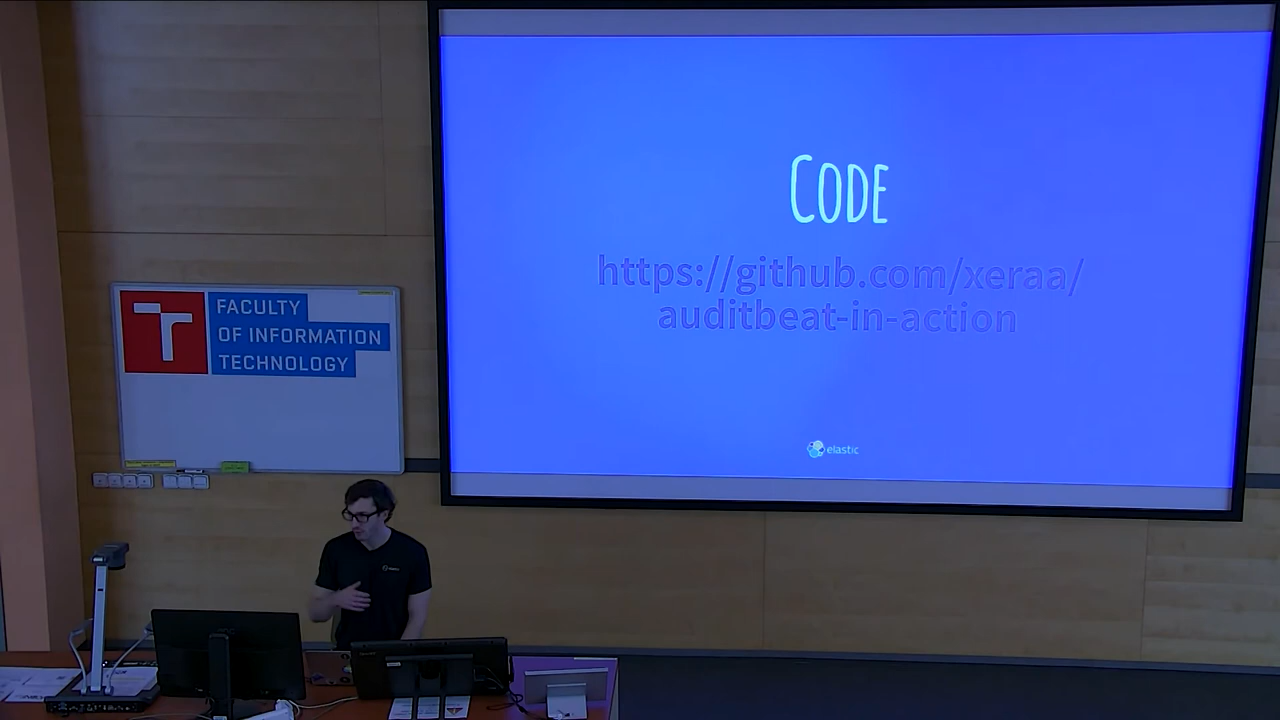 CODE
https://github.com/xeraa/
auditbeat-in-action
elastic
FACULTY
OF INFORMATION
TECHNOLOGY